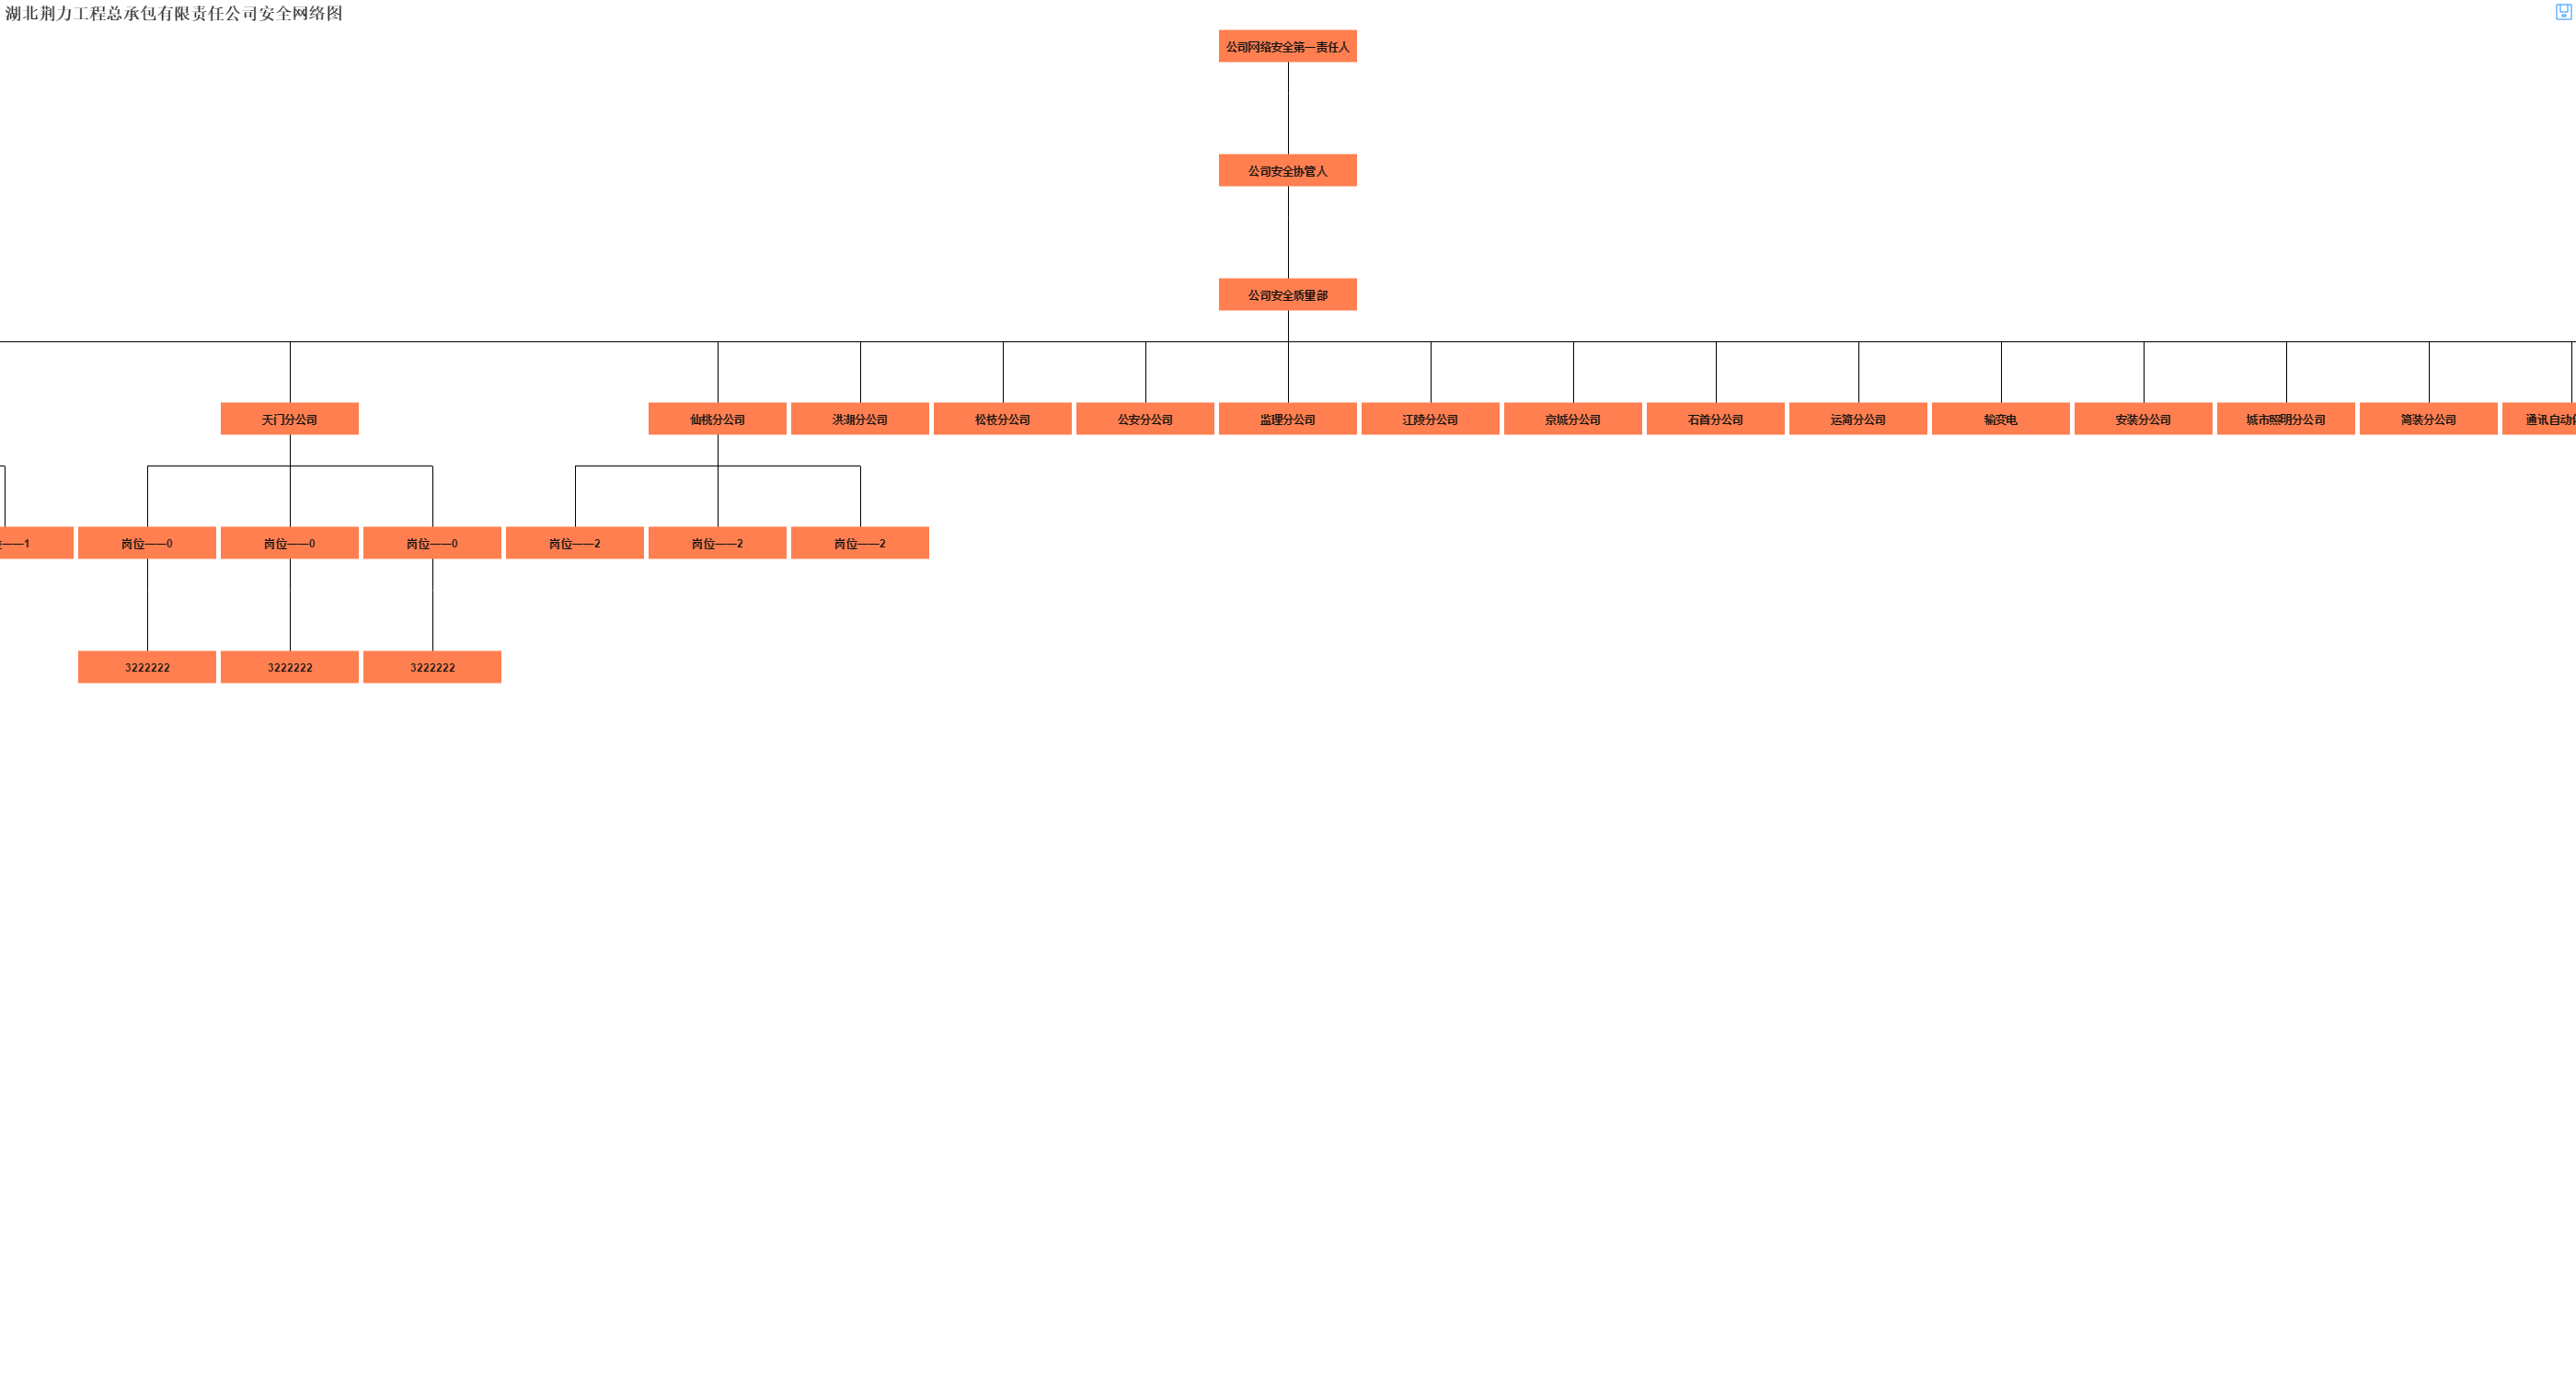 湖北荆力工程总承包有限责任公司安全网络图
公司网络安全第一责任人
公司安全协管人
公司安全质量部
天门分公司
仙桃分公司
洪湖分公司
松枝分公司
公安分公司
监理分公司
江陵分公司
京城分公司
石首分公司
运简分公司
输变电
安装分公司
城市照明分公司
简装分公司
通讯自动
——1
岗位——0
岗位——0
岗位——0
岗位——2
岗位——2
岗位——2
3222222
3222222
3222222